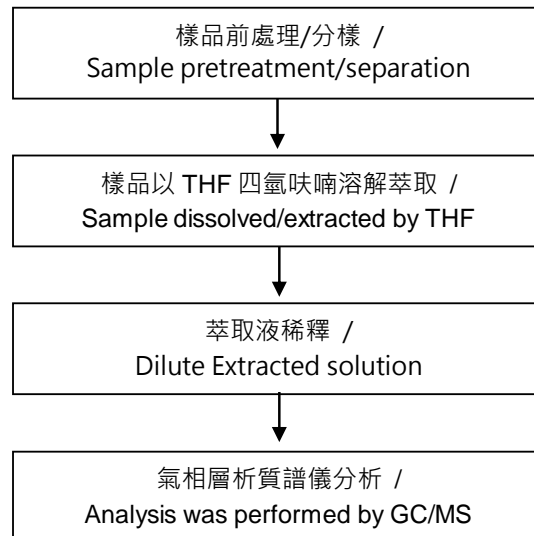 樣品前處理/分樣 /
Sample pretreatment/separation
樣品以 THF 四氫呋喃溶解萃取 /
Sample dissolved/extracted by THF
萃取液稀釋 /
Dilute Extracted solution
氣相層析質譜儀分析 /
Analysis was performed by GC/MS